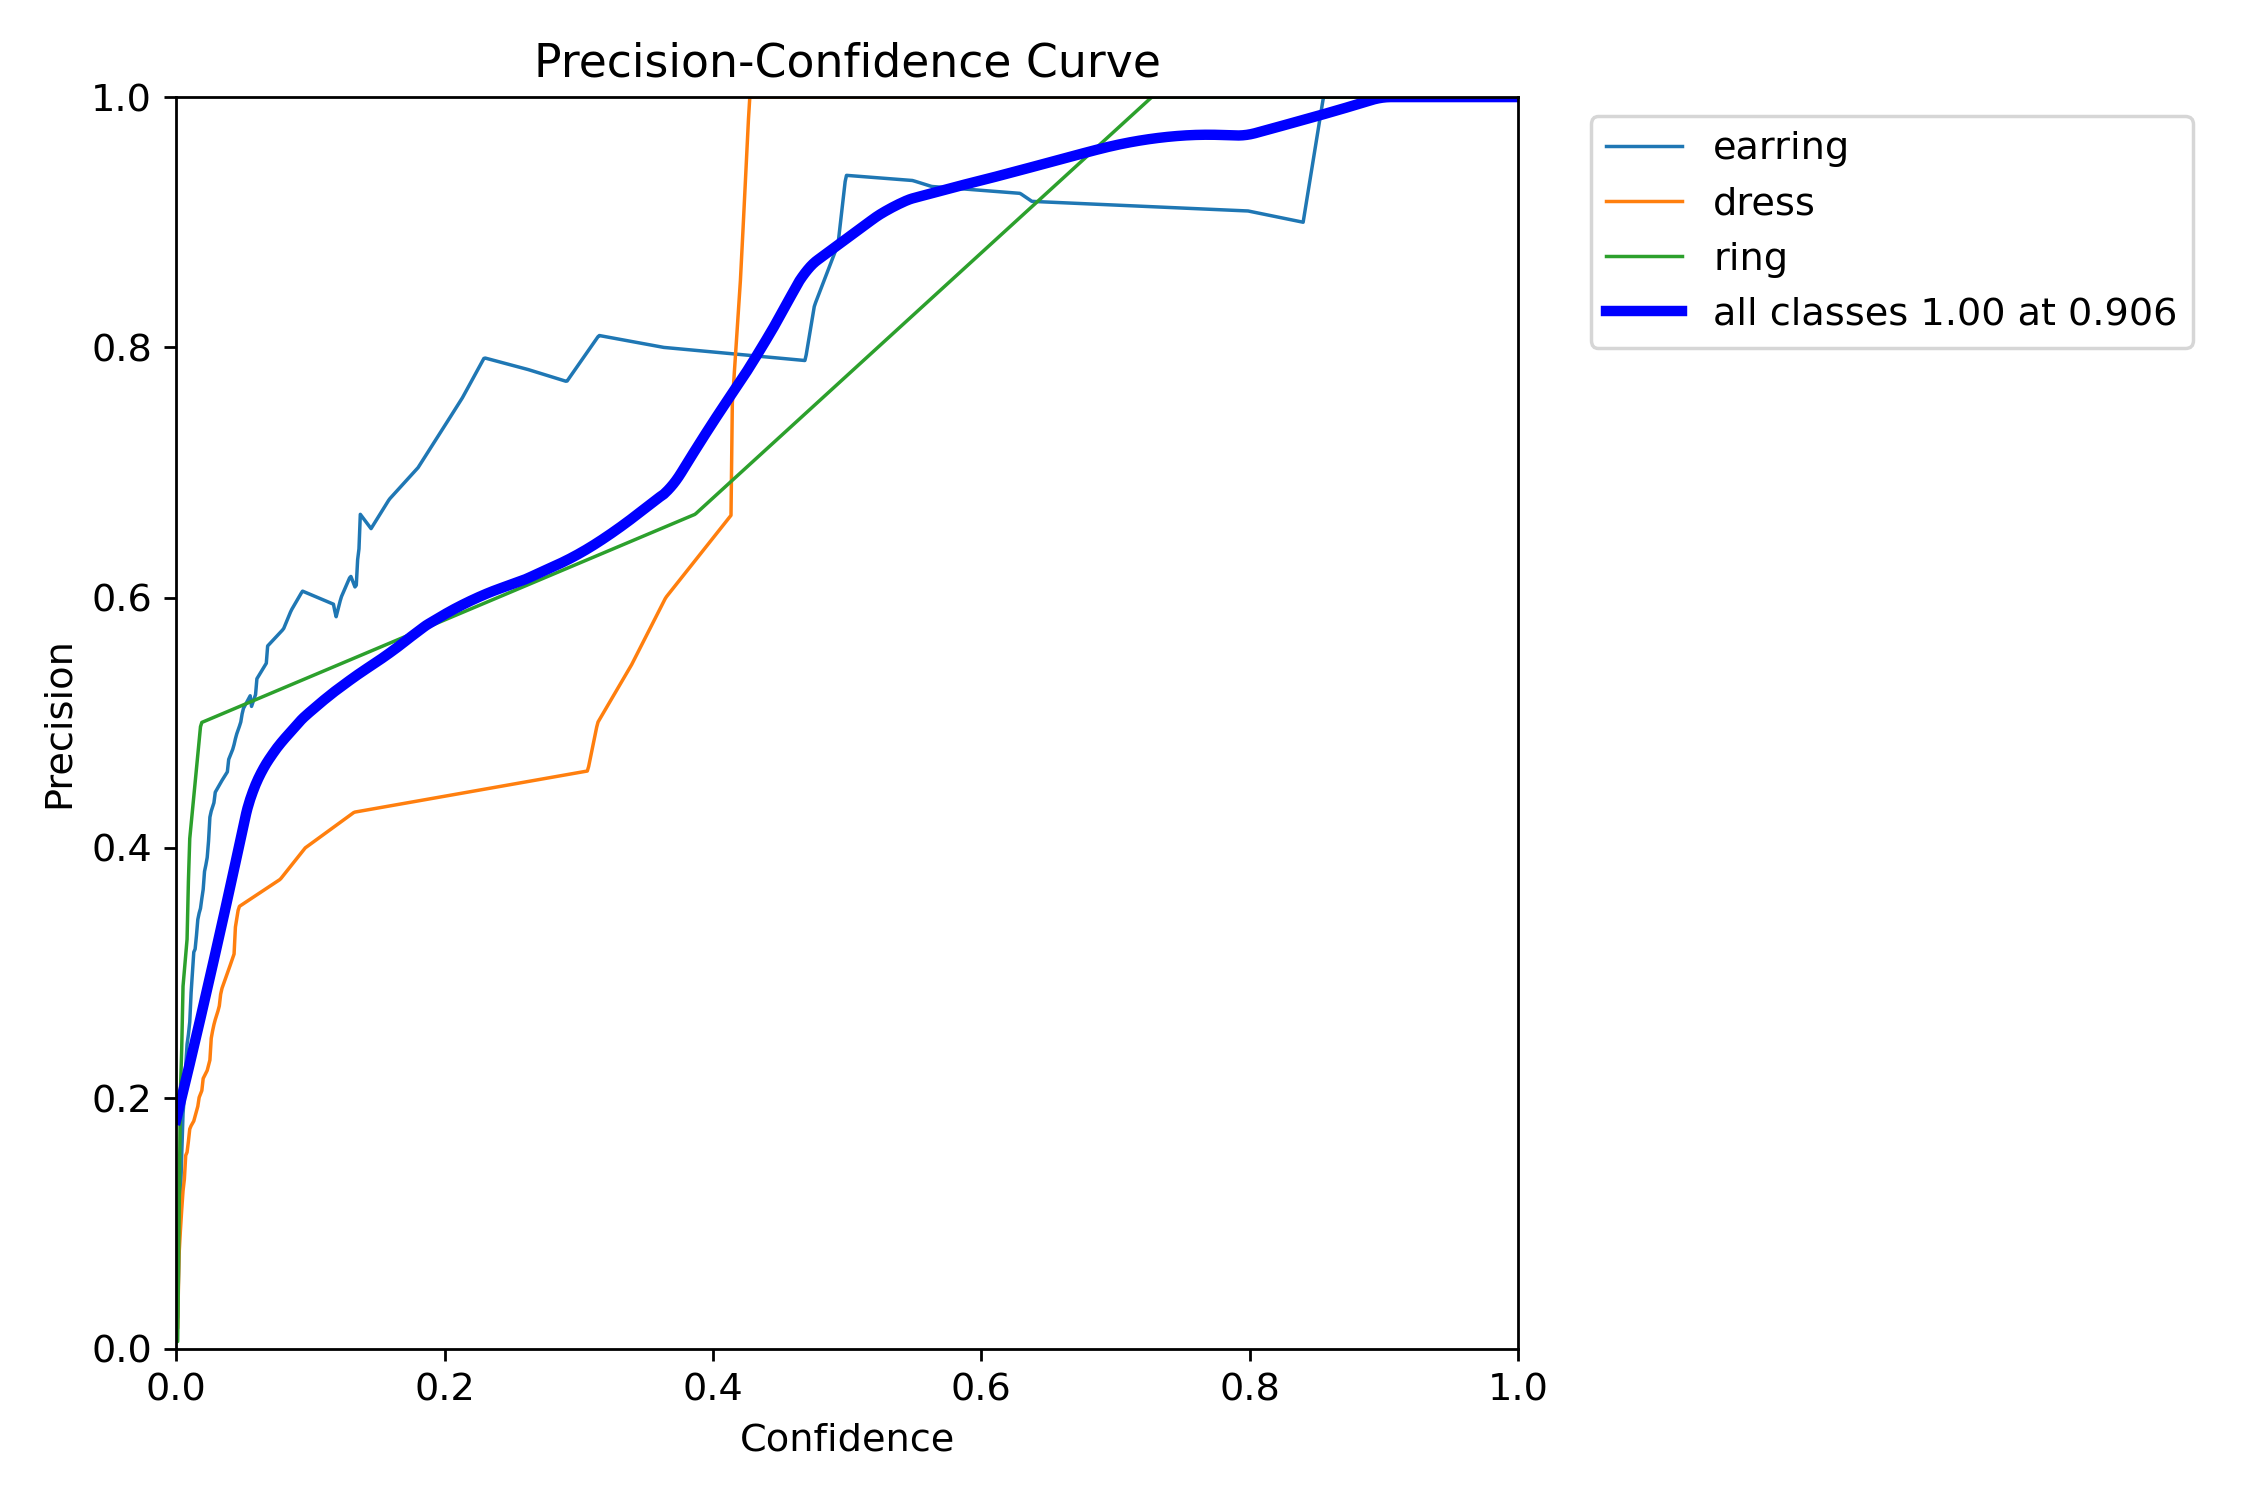 Precision-Confidence Curve
1.0
0.8
0.6
0.4
0.2
0.0
Precision
0.0 0.2 0.4 0.6 0.8 1.0
Confidence
earring
dress
ring
all classes 1.00 at 0.906